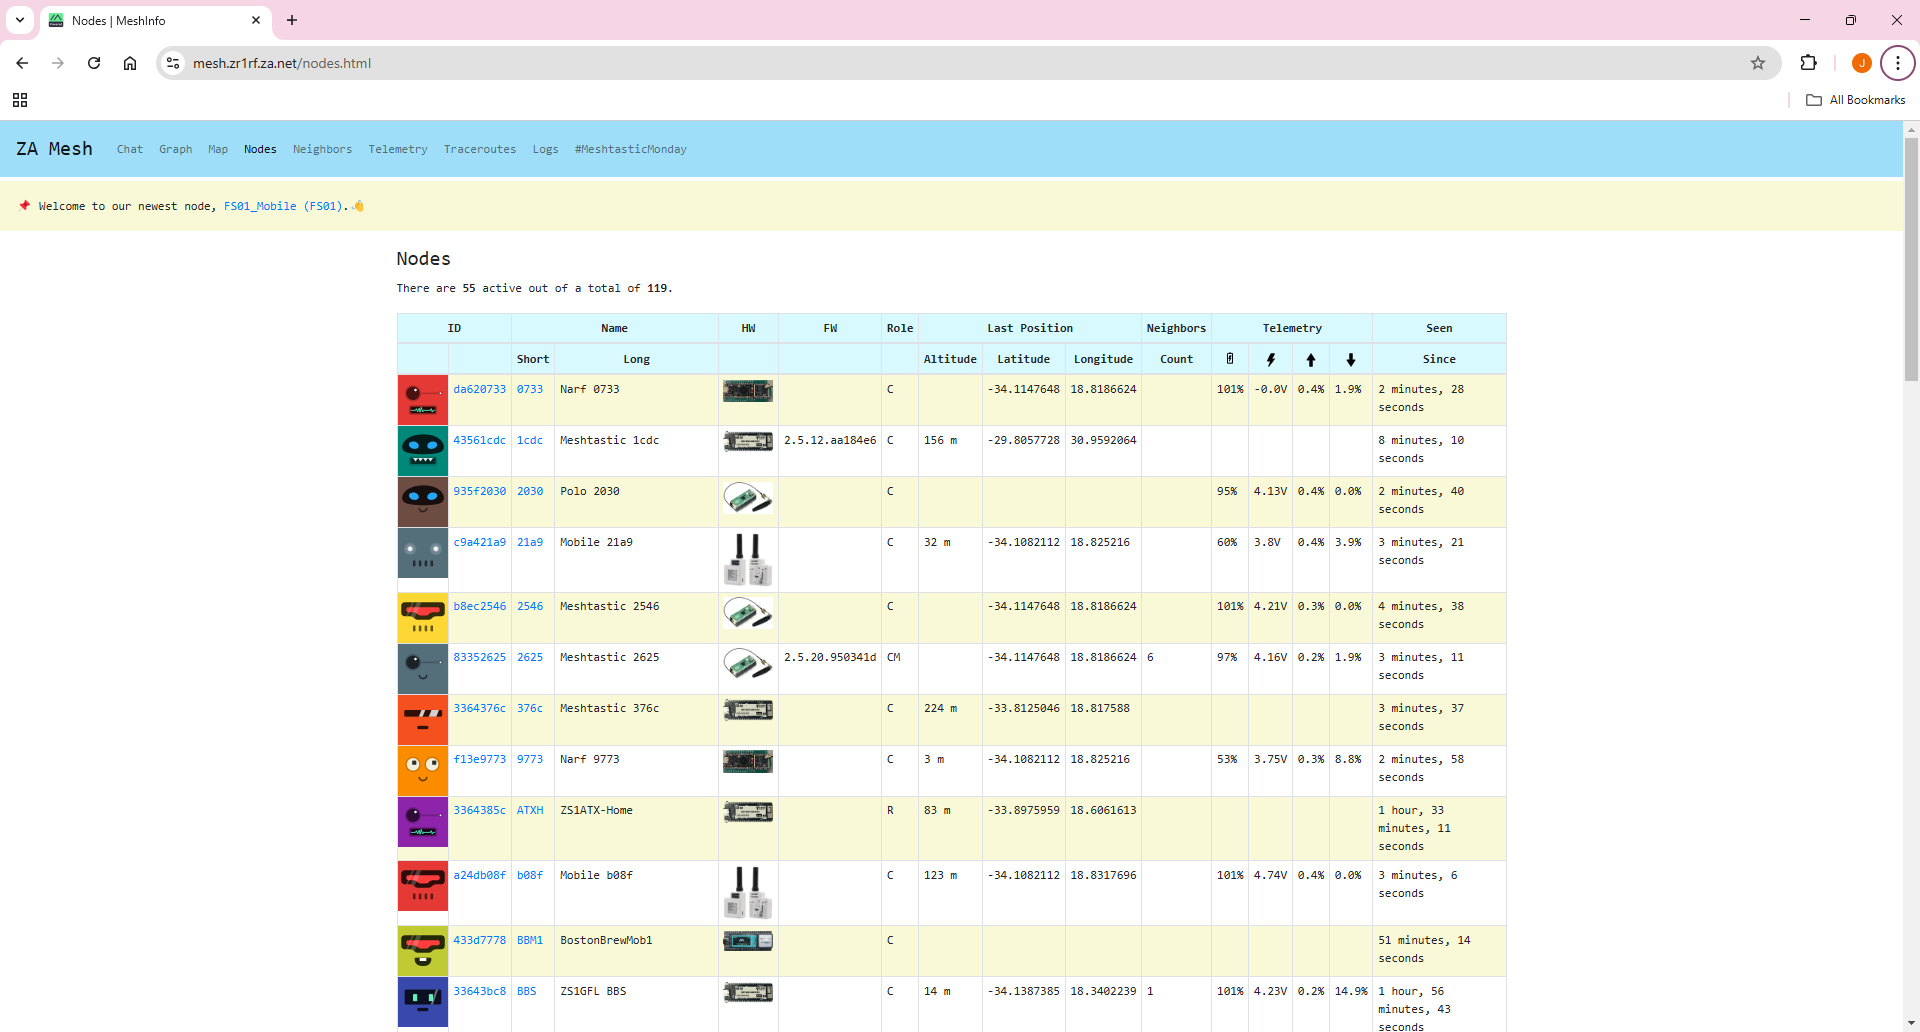 Nodes | MeshInfo
mesh.zr1rf.za.net/nodes.html
J
All Bookmarks
ZA Mesh Chat Graph Map Nodes Neighbors Telemetry Traceroutes Logs #MeshtasticMonday
📌 Welcome to our newest node, FS01_Mobile (FS01).👋
Nodes
There are 55 active out of a total of 119.
ID Name HW FW Role Last Position Neighbors Telemetry Seen
Short Long Altitude Latitude Longitude Count Since
da620733 0733 Narf 0733 C -34.1147648 18.8186624 101% -0.0V 0.4% 1.9% 2 minutes, 28
seconds
43561cdc 1cdc Meshtastic 1cdc 2.5.12.aa184e6 C 156 m -29.8057728 30.9592064 8 minutes, 10
seconds
935f2030 2030 Polo 2030 C 95% 4.13V 0.4% 0.0% 2 minutes, 40
seconds
c9a421a9 21a9 Mobile 21a9 C 32 m -34.1082112 18.825216 60% 3.8V 0.4% 3.9% 3 minutes, 21
seconds
b8ec2546 2546 Meshtastic 2546 C -34.1147648 18.8186624 101% 4.21V 0.3% 0.0% 4 minutes, 38
seconds
83352625 2625 Meshtastic 2625 2.5.20.950341d CM -34.1147648 18.8186624 6 97% 4.16V 0.2% 1.9% 3 minutes, 11
seconds
3364376c 376c Meshtastic 376c C 224 m -33.8125046 18.817588 3 minutes, 37
seconds
f13e9773 9773 Narf 9773 C 3 m -34.1082112 18.825216 53% 3.75V 0.3% 8.8% 2 minutes, 58
seconds
3364385c ATXH ZS1ATX-Home R 83 m -33.8975959 18.6061613 1 hour, 33
minutes, 11
seconds
a24db08f b08f Mobile b08f C 123 m -34.1082112 18.8317696 101% 4.74V 0.4% 0.0% 3 minutes, 6
seconds
433d7778 BBM1 BostonBrewMob1 C 51 minutes, 14
seconds
33643bc8 BBS ZS1GFL BBS C 14 m -34.1387385 18.3402239 1 101% 4.23V 0.2% 14.9% 1 hour, 56
minutes, 43
seconds